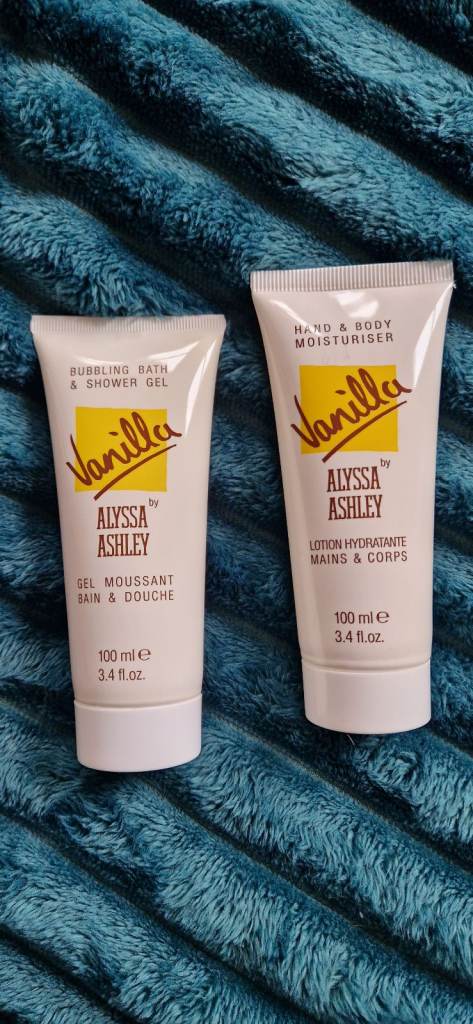 BUBBLING BATH
& SHOWER GEL
Vanilla
by
ALYSSA
ASHLEY
GEL MOUSSANT
BAIN & DOUCHE
100 ml e
3.4 fl.oz.
HAND & BODY
MOISTURISER
Vanilla
by
ALYSSA
ASHLEY
LOTION HYDRATANTE
MAINS & CORPS
100 ml e
3.4 fl.oz.